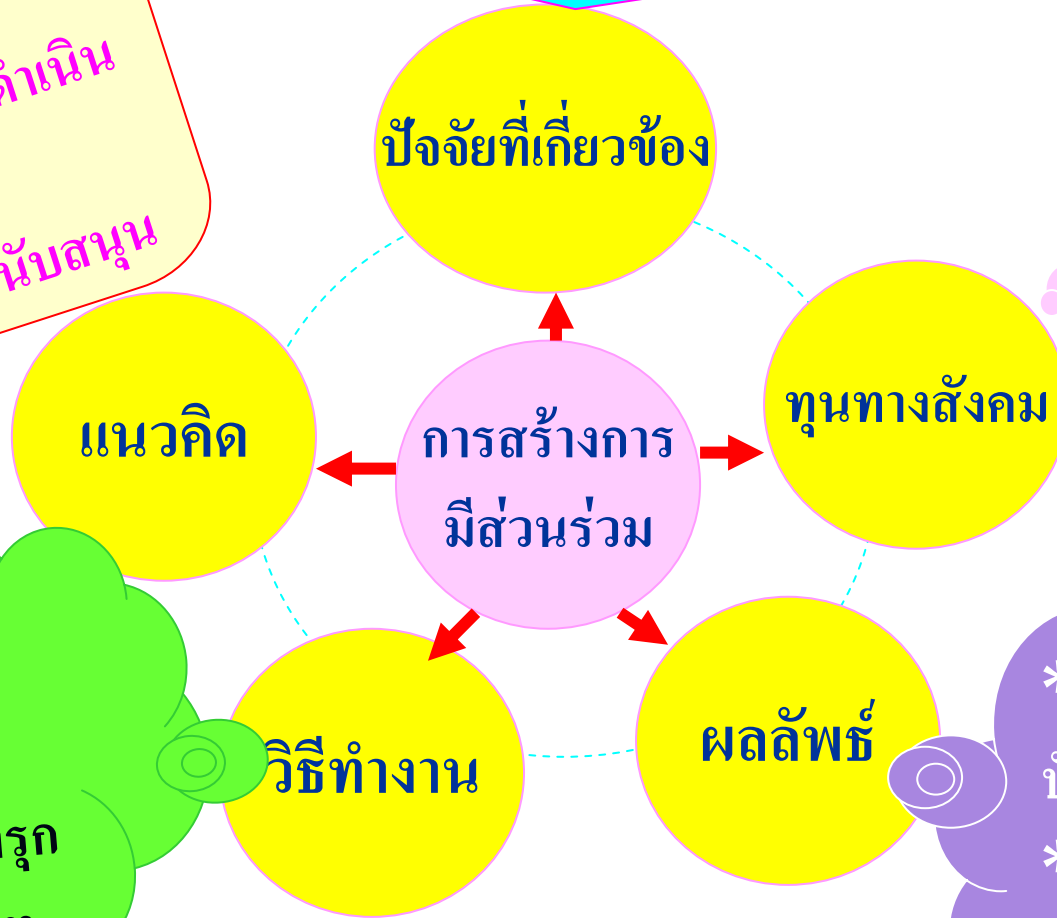 ปัจจัยที่เกี่ยวข้อง
ทุนทางสังคม
แนวคิด
การสร้างการ
มีส่วนร่วม
ผลลัพธ์
วิธีทำงาน
*
*